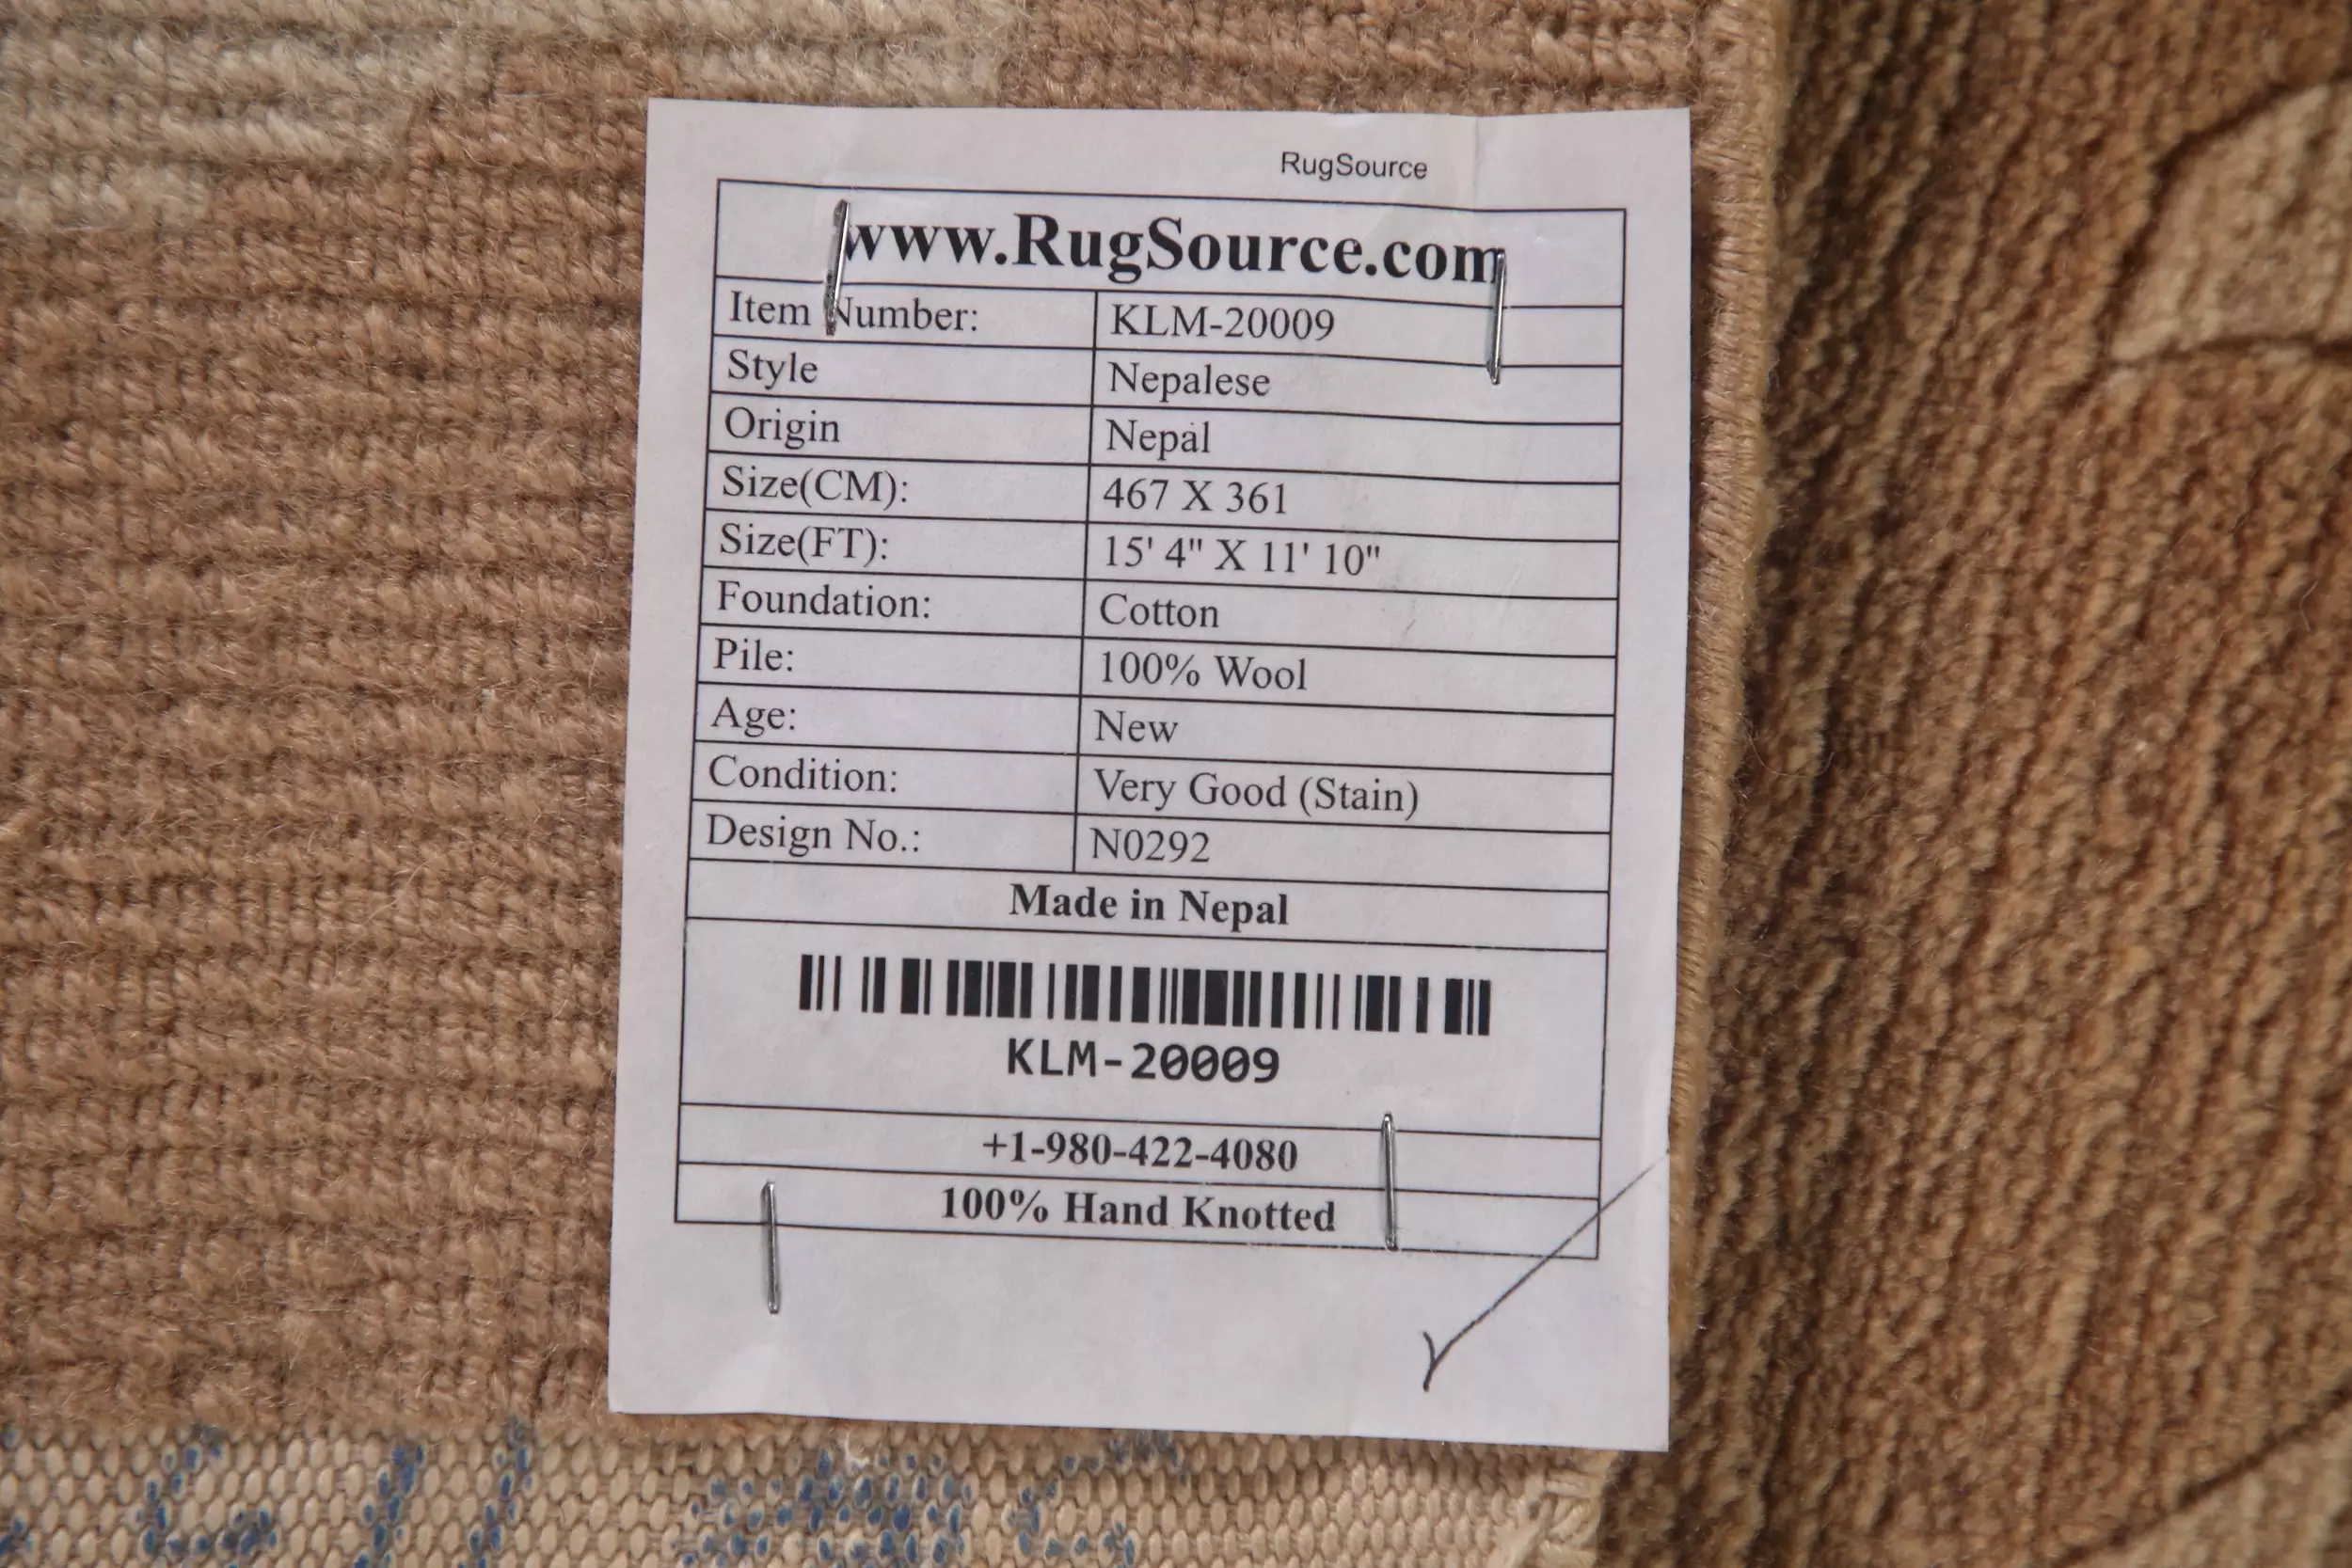 RugSource
www.RugSource.com
Item Number: KLM-20009
Style Nepalese
Origin Nepal
Size(CM): 467 X 361
Size(FT): 15' 4" X 11' 10"
Foundation: Cotton
Pile: 100% Wool
Age: New
Condition: Very Good (Stain)
Design No.: N0292
Made in Nepal
KLM-20009
+1-980-422-4080
100% Hand Knotted